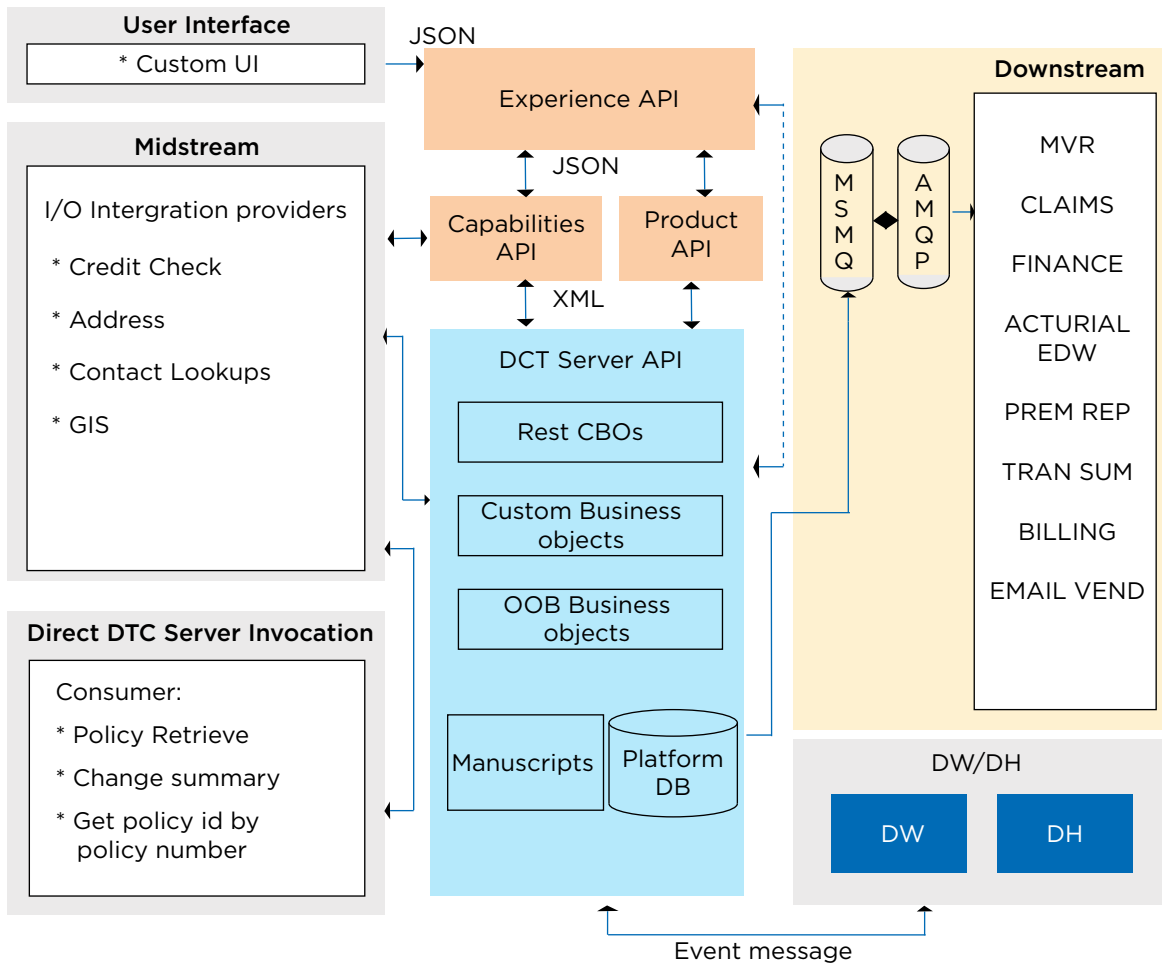 User Interface
* Custom UI
JSON
Experience API
JSON
Capabilities
API
Product
API
XML
Midstream
I/O Intergration providers
* Credit Check
* Address
* Contact Lookups
* GIS
Direct DTC Server Invocation
Consumer:
* Policy Retrieve
* Change summary
* Get policy id by
policy number
DCT Server API
Rest CBOs
Custom Business
objects
OOB Business
objects
Manuscripts
Platform
DB
Downstream
M
S
M
Q
A
M
Q
P
MVR
CLAIMS
FINANCE
ACTURIAL
EDW
PREM REP
TRAN SUM
BILLING
EMAIL VEND
DW/DH
DW
DH
Event message